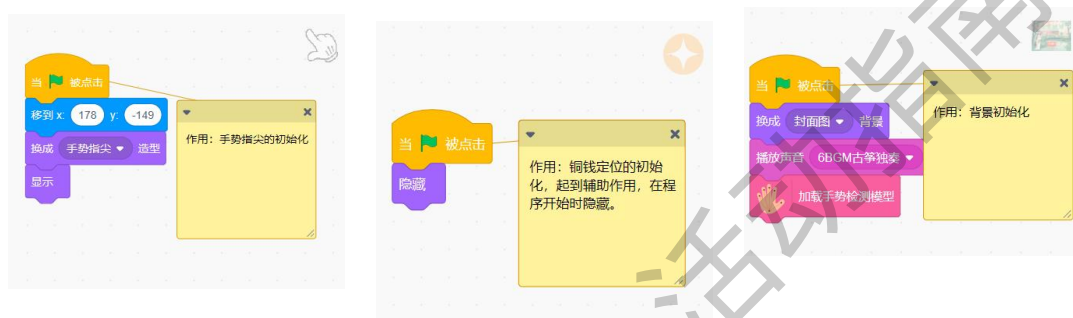 当 被点击
移到 x: 178 y: -149
换成 手势指尖 造型
显示
作用：手势指尖的初始化
当 被点击
隐藏
作用：铜钱定位的初始
化，起到辅助作用，在程
序开始时隐藏。
当 被点击
换成 封面图 背景
播放声音 6BGM古筝独奏
加载手势检测模型
作用：背景初始化
活动指南